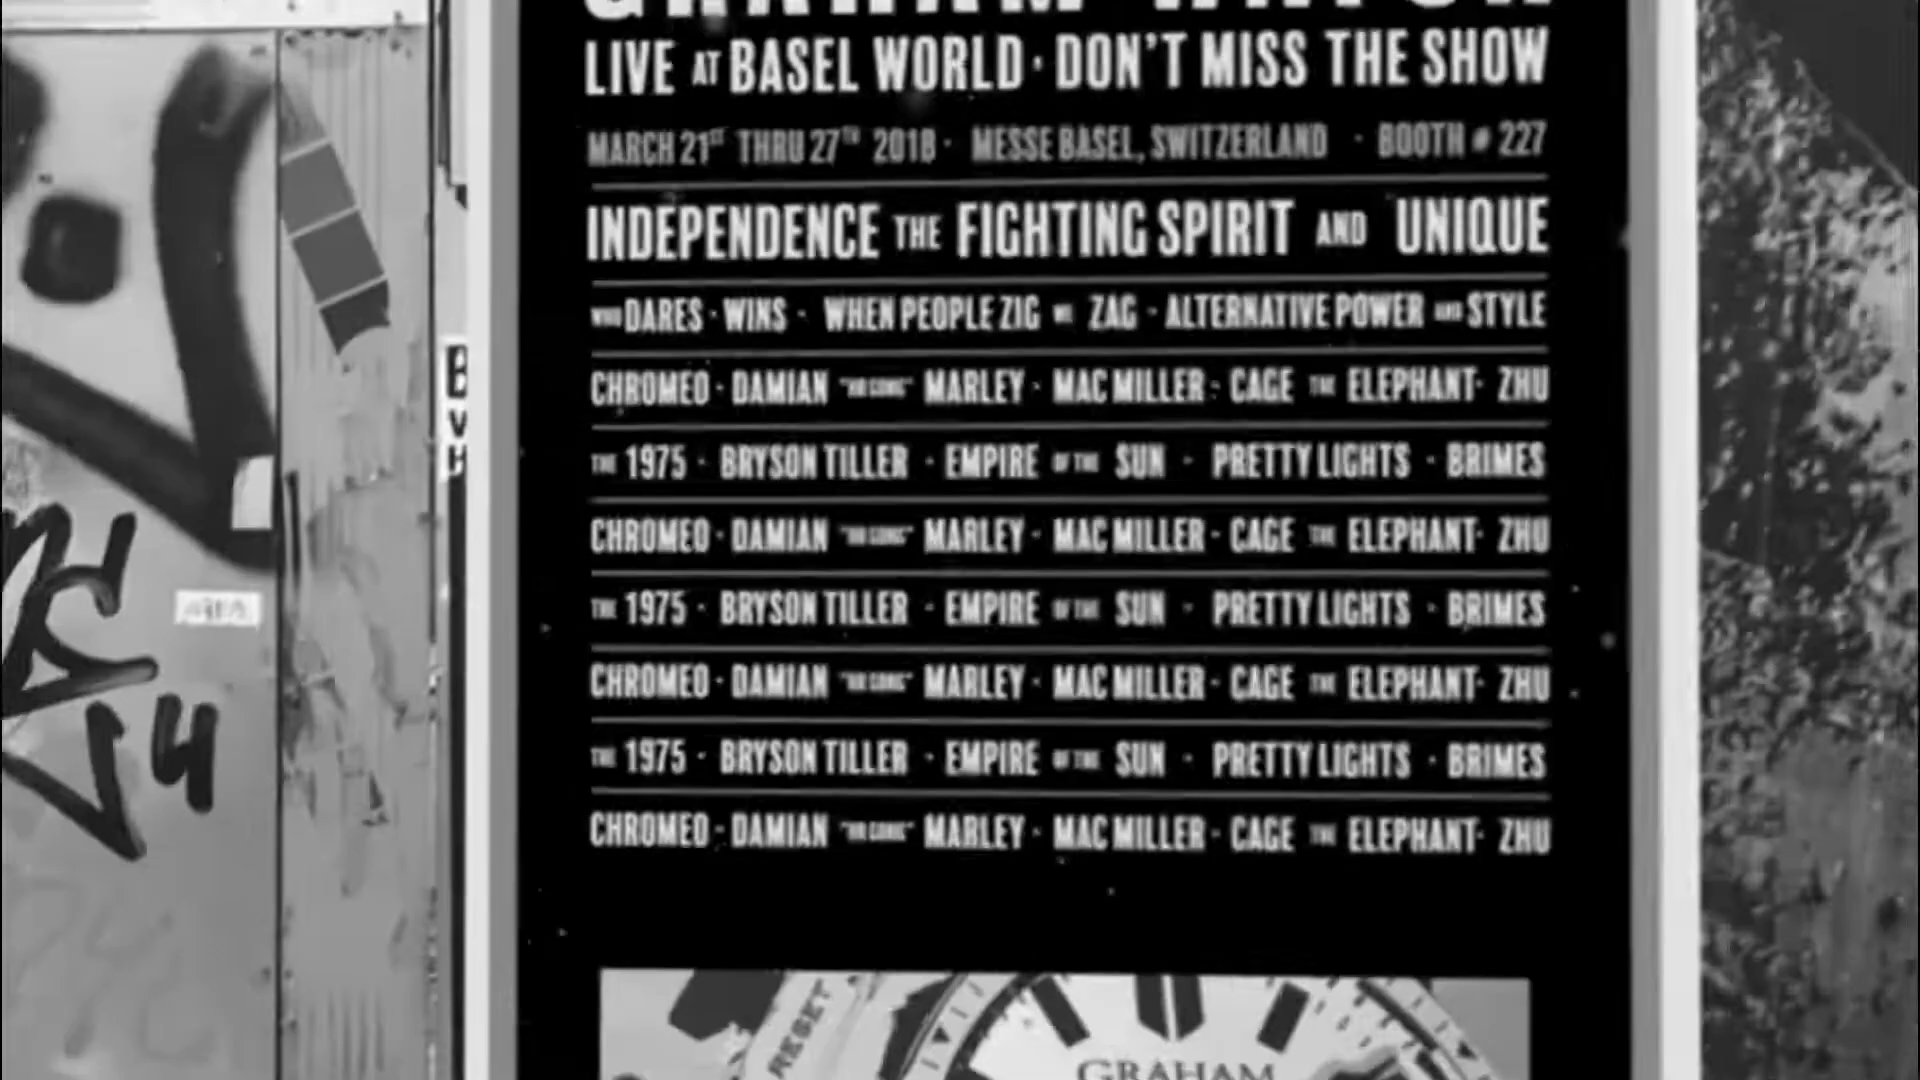 LIVE AT BASEL WORLD · DON'T MISS THE SHOW
MARCH 21ST THRU 27TH 2018 · MESSE BASEL, SWITZERLAND · BOOTH # 227
INDEPENDENCE THE FIGHTING SPIRIT AND UNIQUE
WHO DARES · WINS · WHEN PEOPLE ZIG WE ZAG · ALTERNATIVE POWER AND STYLE
CHROMEO · DAMIAN "JR GONG" MARLEY · MAC MILLER · CAGE THE ELEPHANT · ZHU
THE 1975 · BRYSON TILLER · EMPIRE OF THE SUN · PRETTY LIGHTS · BRIMES
CHROMEO · DAMIAN "JR GONG" MARLEY · MAC MILLER · CAGE THE ELEPHANT · ZHU
THE 1975 · BRYSON TILLER · EMPIRE OF THE SUN · PRETTY LIGHTS · BRIMES
CHROMEO · DAMIAN "JR GONG" MARLEY · MAC MILLER · CAGE THE ELEPHANT · ZHU
THE 1975 · BRYSON TILLER · EMPIRE OF THE SUN · PRETTY LIGHTS · BRIMES
CHROMEO · DAMIAN "JR GONG" MARLEY · MAC MILLER · CAGE THE ELEPHANT · ZHU
RESET
GRAHAM